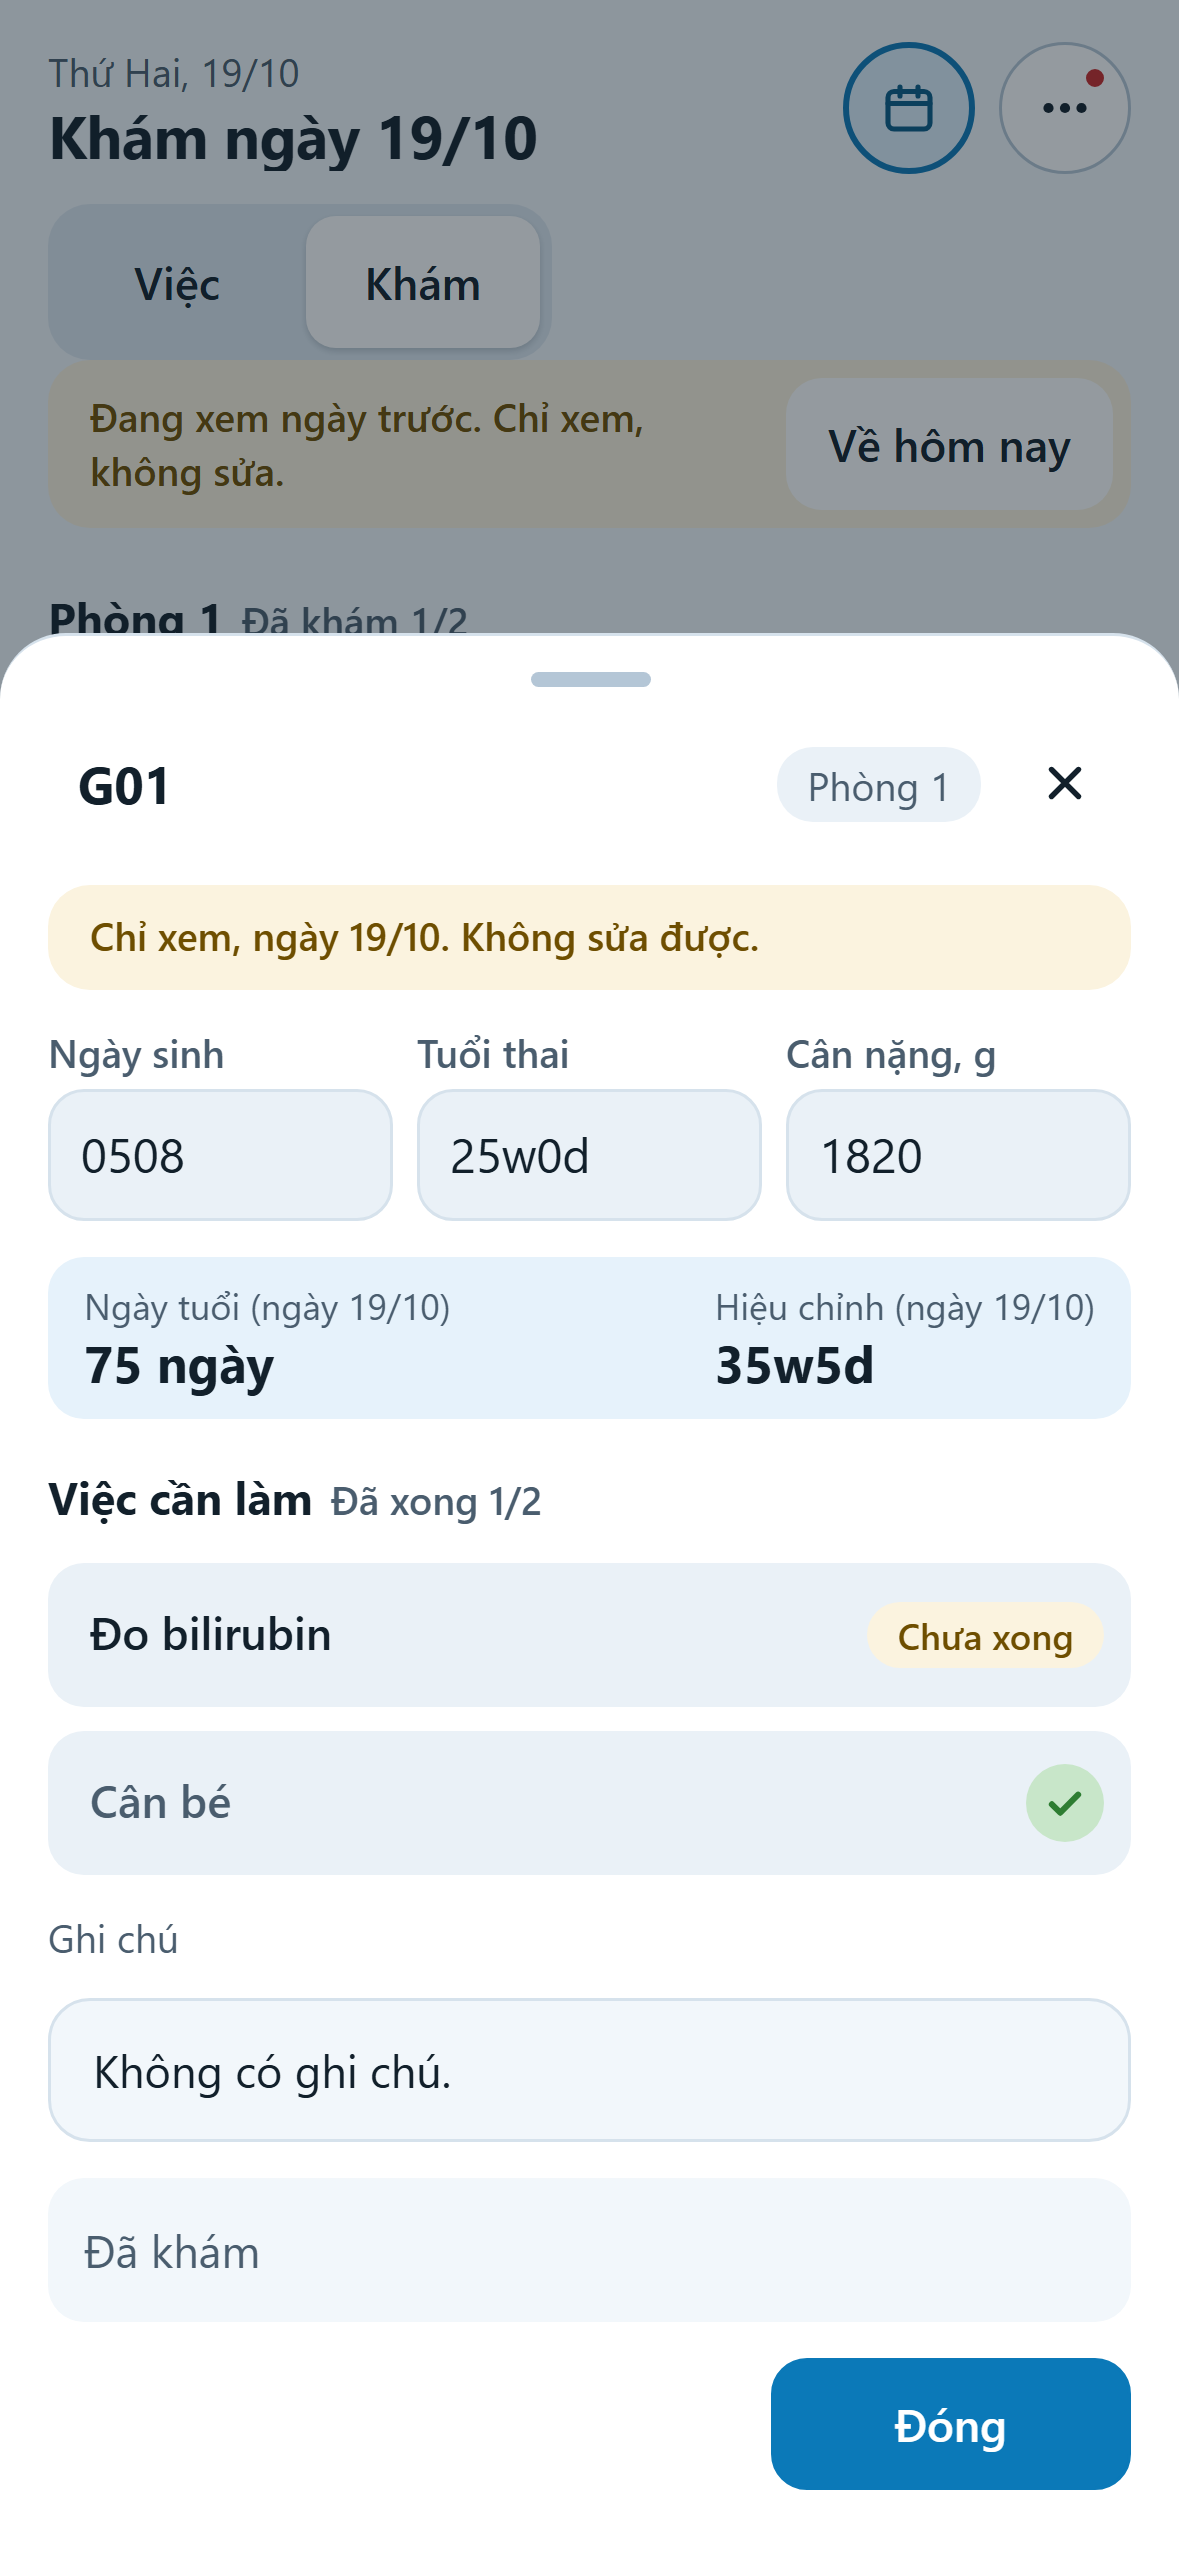 Thứ Hai, 19/10
Khám ngày 19/10
Việc
Khám
Đang xem ngày trước. Chỉ xem,
không sửa.
Về hôm nay
Phòng 1 Đã khám 1/2
G01
Phòng 1
Chỉ xem, ngày 19/10. Không sửa được.
Ngày sinh
Tuổi thai
Cân nặng, g
0508
25w0d
1820
Ngày tuổi (ngày 19/10)
Hiệu chỉnh (ngày 19/10)
75 ngày
35w5d
Việc cần làm Đã xong 1/2
Đo bilirubin
Chưa xong
Cân bé
Ghi chú
Không có ghi chú.
Đã khám
Đóng